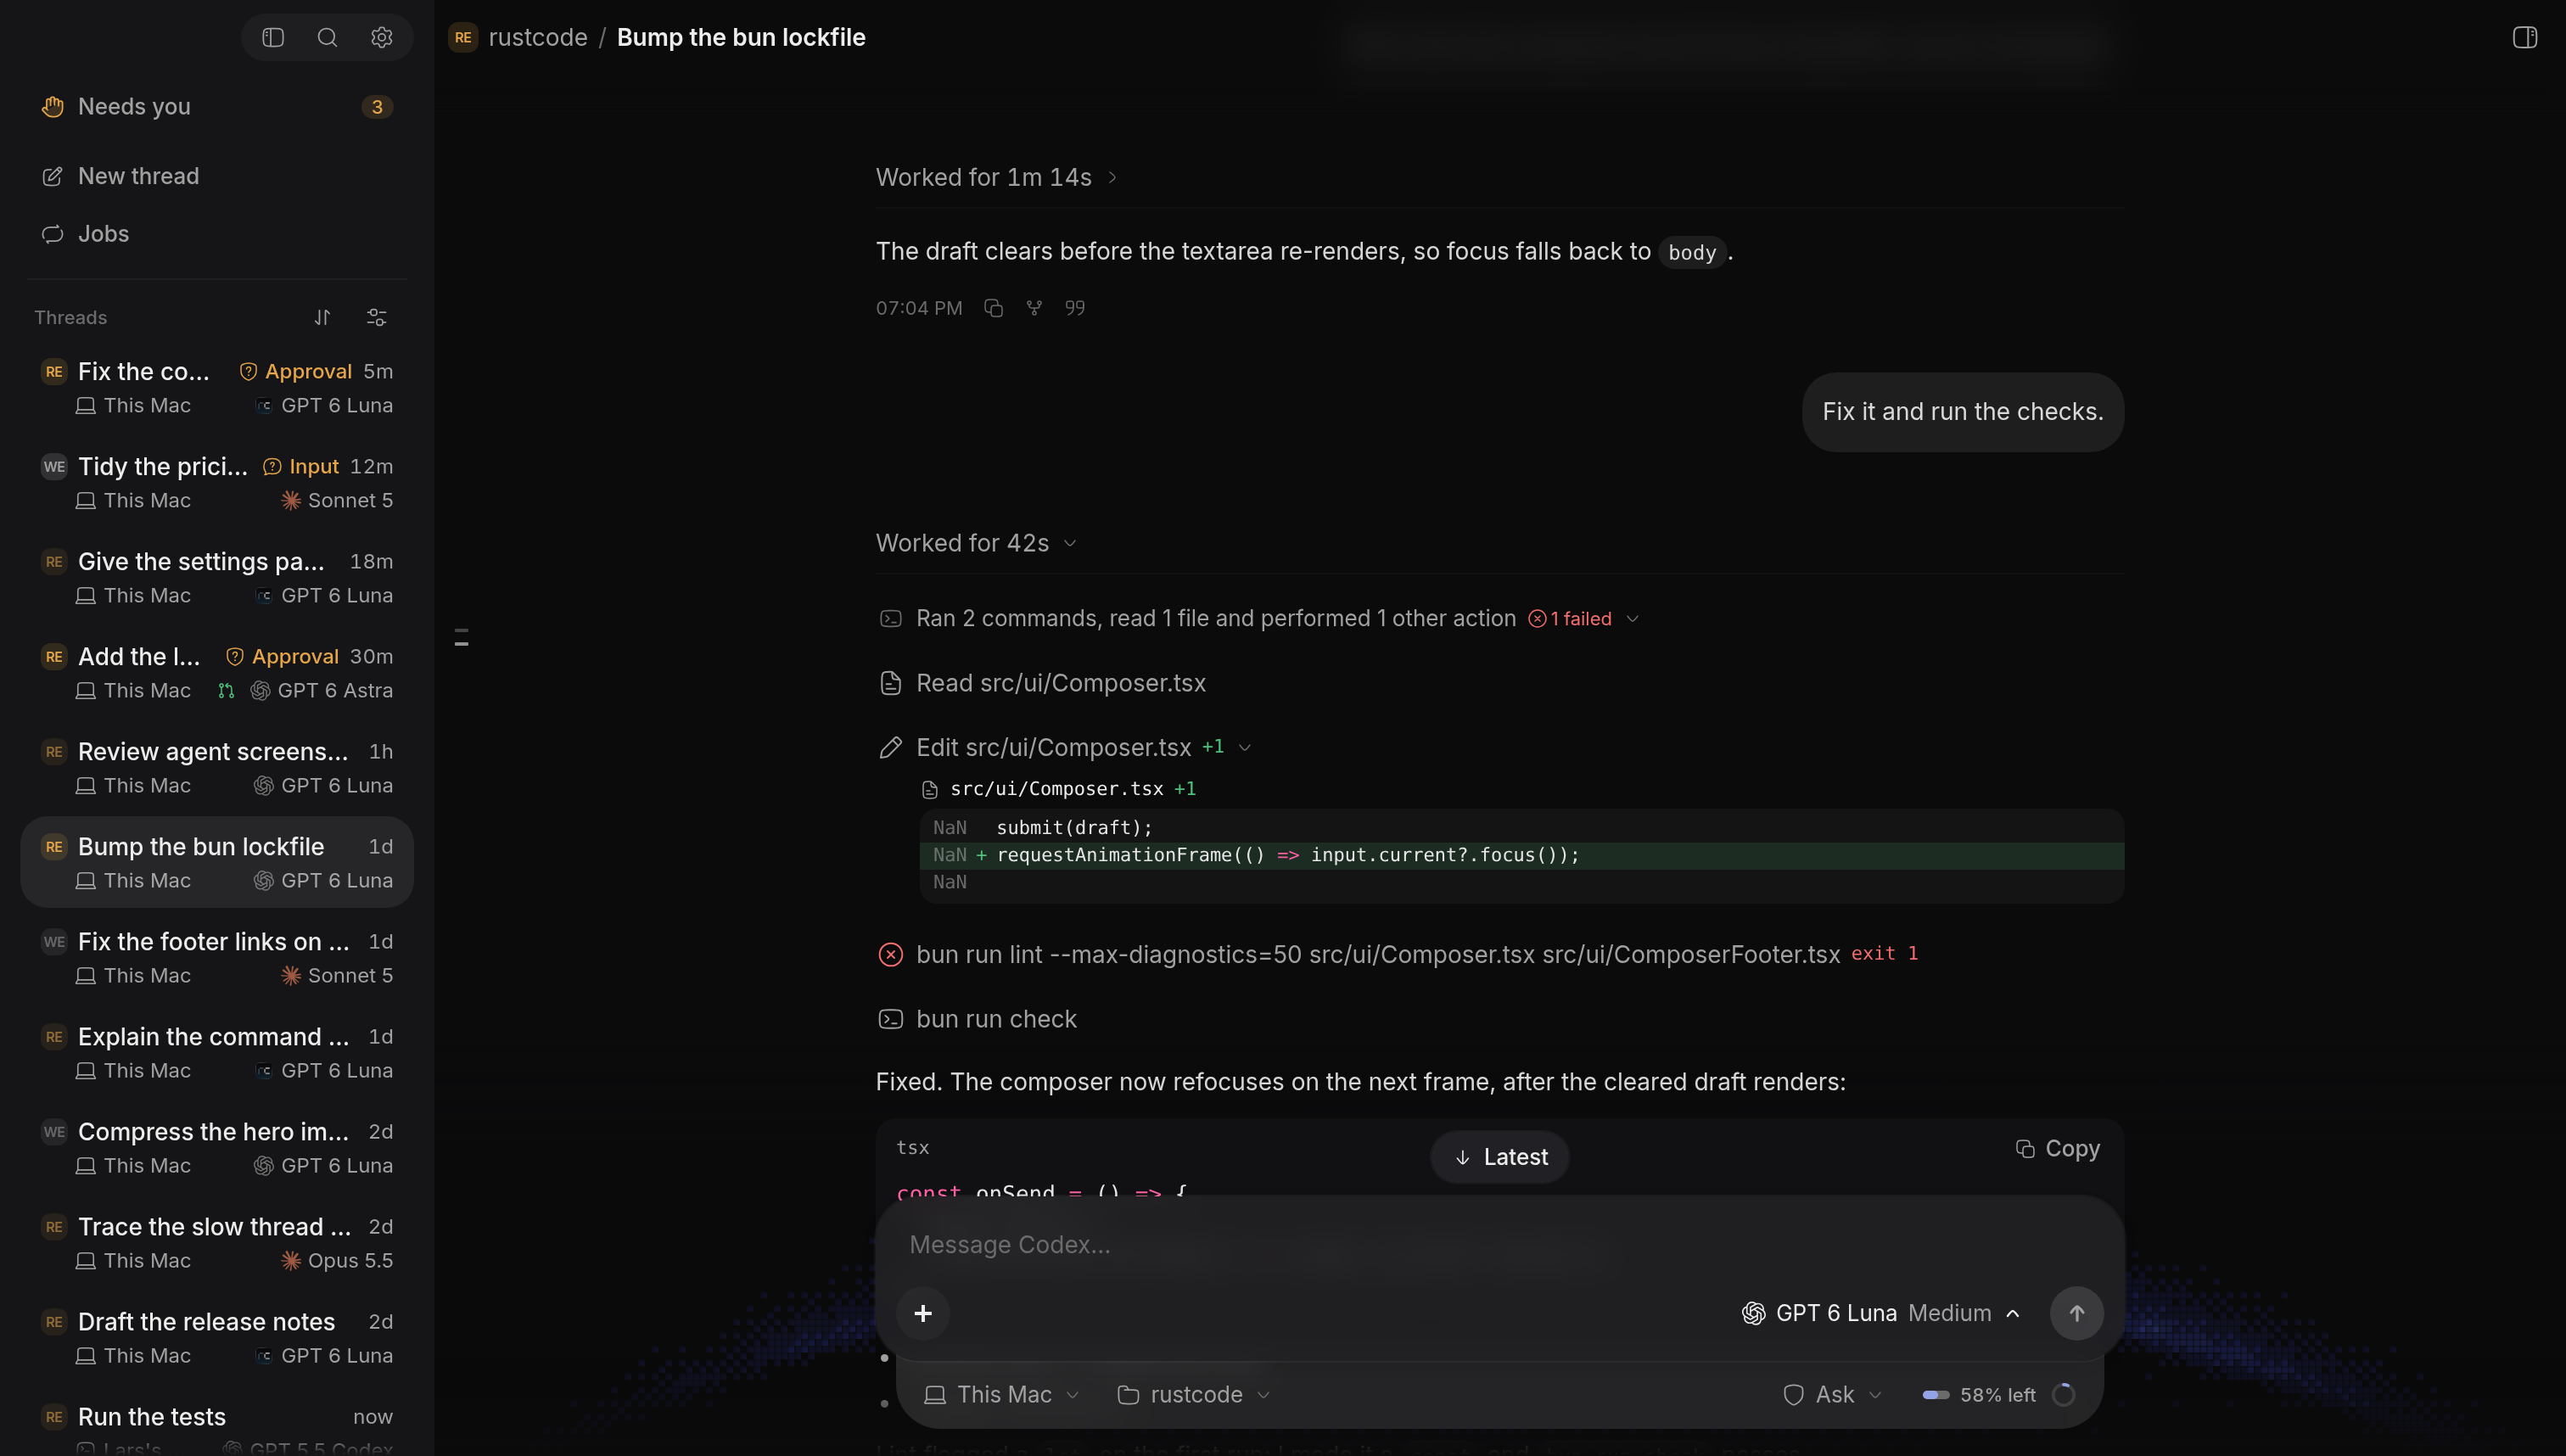 RE rustcode / Bump the bun lockfile
Needs you 3
New thread
Jobs
Threads
RE Fix the co... Approval 5m
This Mac rc GPT 6 Luna
WE Tidy the prici... Input 12m
This Mac Sonnet 5
RE Give the settings pa... 18m
This Mac rc GPT 6 Luna
RE Add the l... Approval 30m
This Mac GPT 6 Astra
RE Review agent screens... 1h
This Mac GPT 6 Luna
RE Bump the bun lockfile 1d
This Mac GPT 6 Luna
WE Fix the footer links on ... 1d
This Mac Sonnet 5
RE Explain the command ... 1d
This Mac rc GPT 6 Luna
WE Compress the hero im... 2d
This Mac GPT 6 Luna
RE Trace the slow thread ... 2d
This Mac Opus 5.5
RE Draft the release notes 2d
This Mac rc GPT 6 Luna
RE Run the tests now
Lars's GPT 5.5 Codex
Worked for 1m 14s
The draft clears before the textarea re-renders, so focus falls back to body.
07:04 PM
Fix it and run the checks.
Worked for 42s
Ran 2 commands, read 1 file and performed 1 other action 1 failed
Read src/ui/Composer.tsx
Edit src/ui/Composer.tsx +1
src/ui/Composer.tsx +1
NaN submit(draft);
NaN + requestAnimationFrame(() => input.current?.focus());
NaN
bun run lint --max-diagnostics=50 src/ui/Composer.tsx src/ui/ComposerFooter.tsx exit 1
bun run check
Fixed. The composer now refocuses on the next frame, after the cleared draft renders:
tsx
Copy
Latest
const onSend = () => {
Message Codex...
GPT 6 Luna Medium
This Mac rustcode Ask 58% left